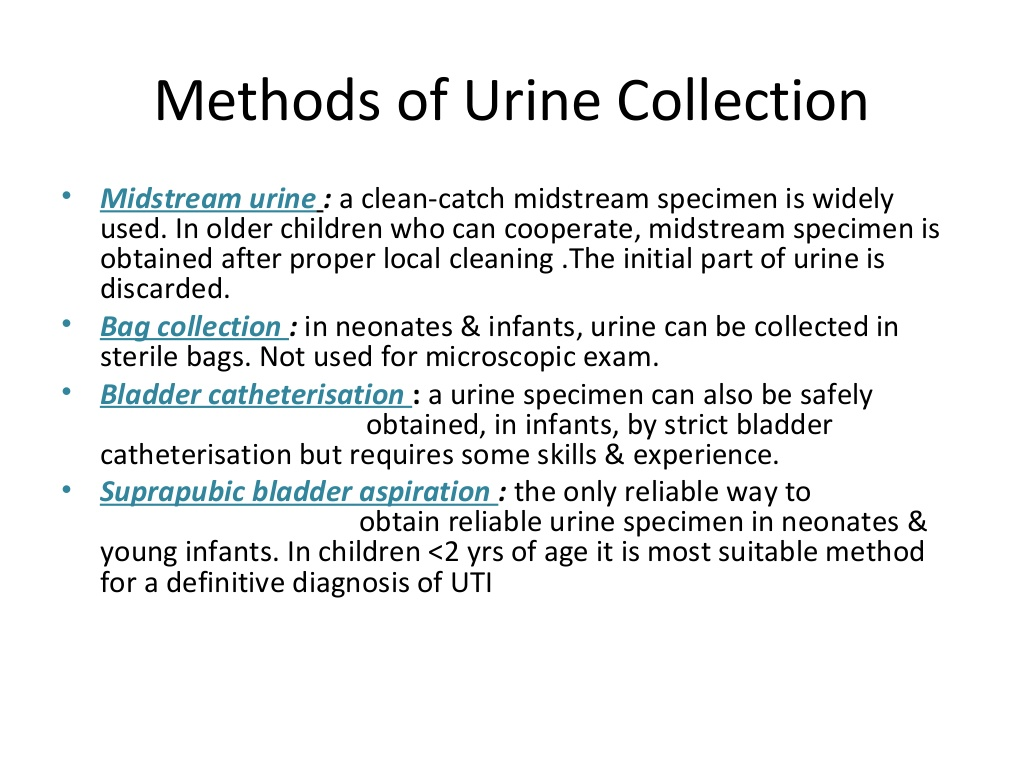 Methods of Urine Collection
• Midstream urine : a clean-catch midstream specimen is widely
used. In older children who can cooperate, midstream specimen is
obtained after proper local cleaning .The initial part of urine is
discarded.
• Bag collection : in neonates & infants, urine can be collected in
sterile bags. Not used for microscopic exam.
• Bladder catheterisation : a urine specimen can also be safely
obtained, in infants, by strict bladder
catheterisation but requires some skills & experience.
• Suprapubic bladder aspiration : the only reliable way to
obtain reliable urine specimen in neonates &
young infants. In children <2 yrs of age it is most suitable method
for a definitive diagnosis of UTI